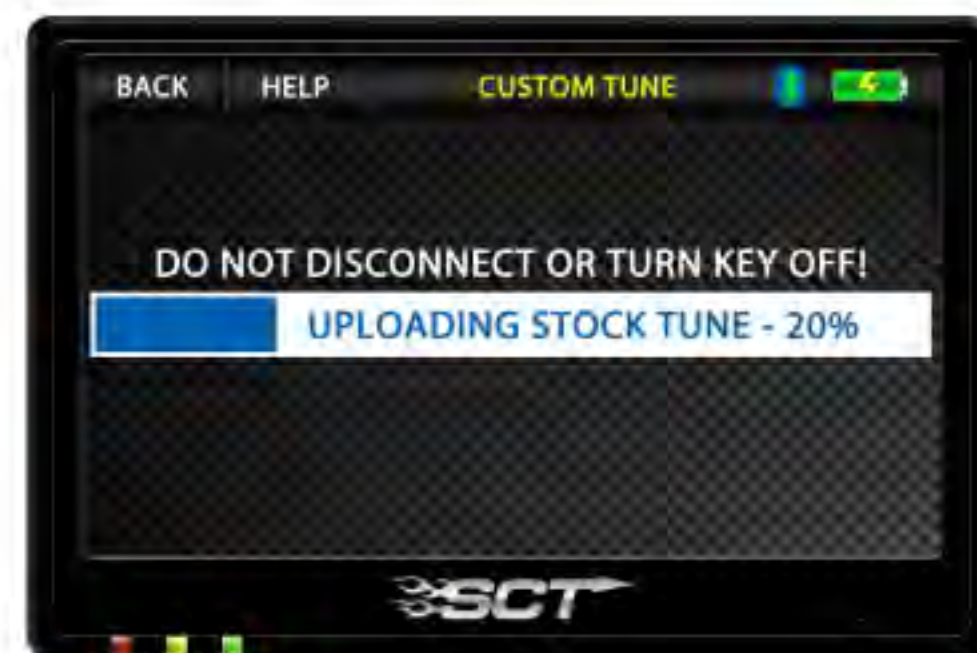 BACK HELP CUSTOM TUNE
DO NOT DISCONNECT OR TURN KEY OFF!
UPLOADING STOCK TUNE - 20%
SCT